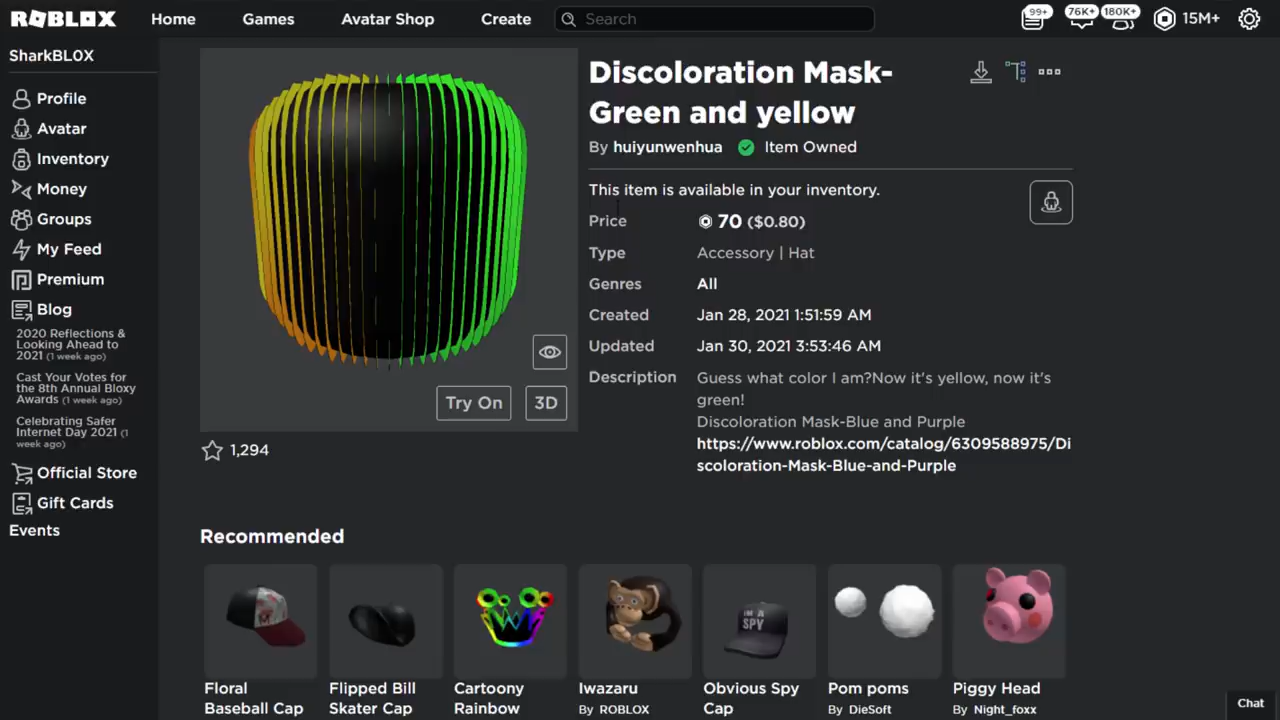 ROBLOX Home Games Avatar Shop Create Search 99+ 76K+ 180K+ 15M+
SharkBL0X
Profile
Avatar
Inventory
Money
Groups
My Feed
Premium
Blog
2020 Reflections &
Looking Ahead to
2021 (1 week ago)
Cast Your Votes for
the 8th Annual Bloxy
Awards (1 week ago)
Celebrating Safer
Internet Day 2021 (1
week ago)
Official Store
Gift Cards
Events
Try On 3D
1,294
Discoloration Mask-
Green and yellow
By huiyunwenhua Item Owned
This item is available in your inventory.
Price 70 ($0.80)
Type Accessory | Hat
Genres All
Created Jan 28, 2021 1:51:59 AM
Updated Jan 30, 2021 3:53:46 AM
Description Guess what color I am?Now it's yellow, now it's
green!
Discoloration Mask-Blue and Purple
https://www.roblox.com/catalog/6309588975/Di
scoloration-Mask-Blue-and-Purple
Recommended
I'M A
SPY
Floral
Baseball Cap
Flipped Bill
Skater Cap
Cartoony
Rainbow
Iwazaru
By ROBLOX
Obvious Spy
Cap
Pom poms
By DieSoft
Piggy Head
By Night_foxx
Chat